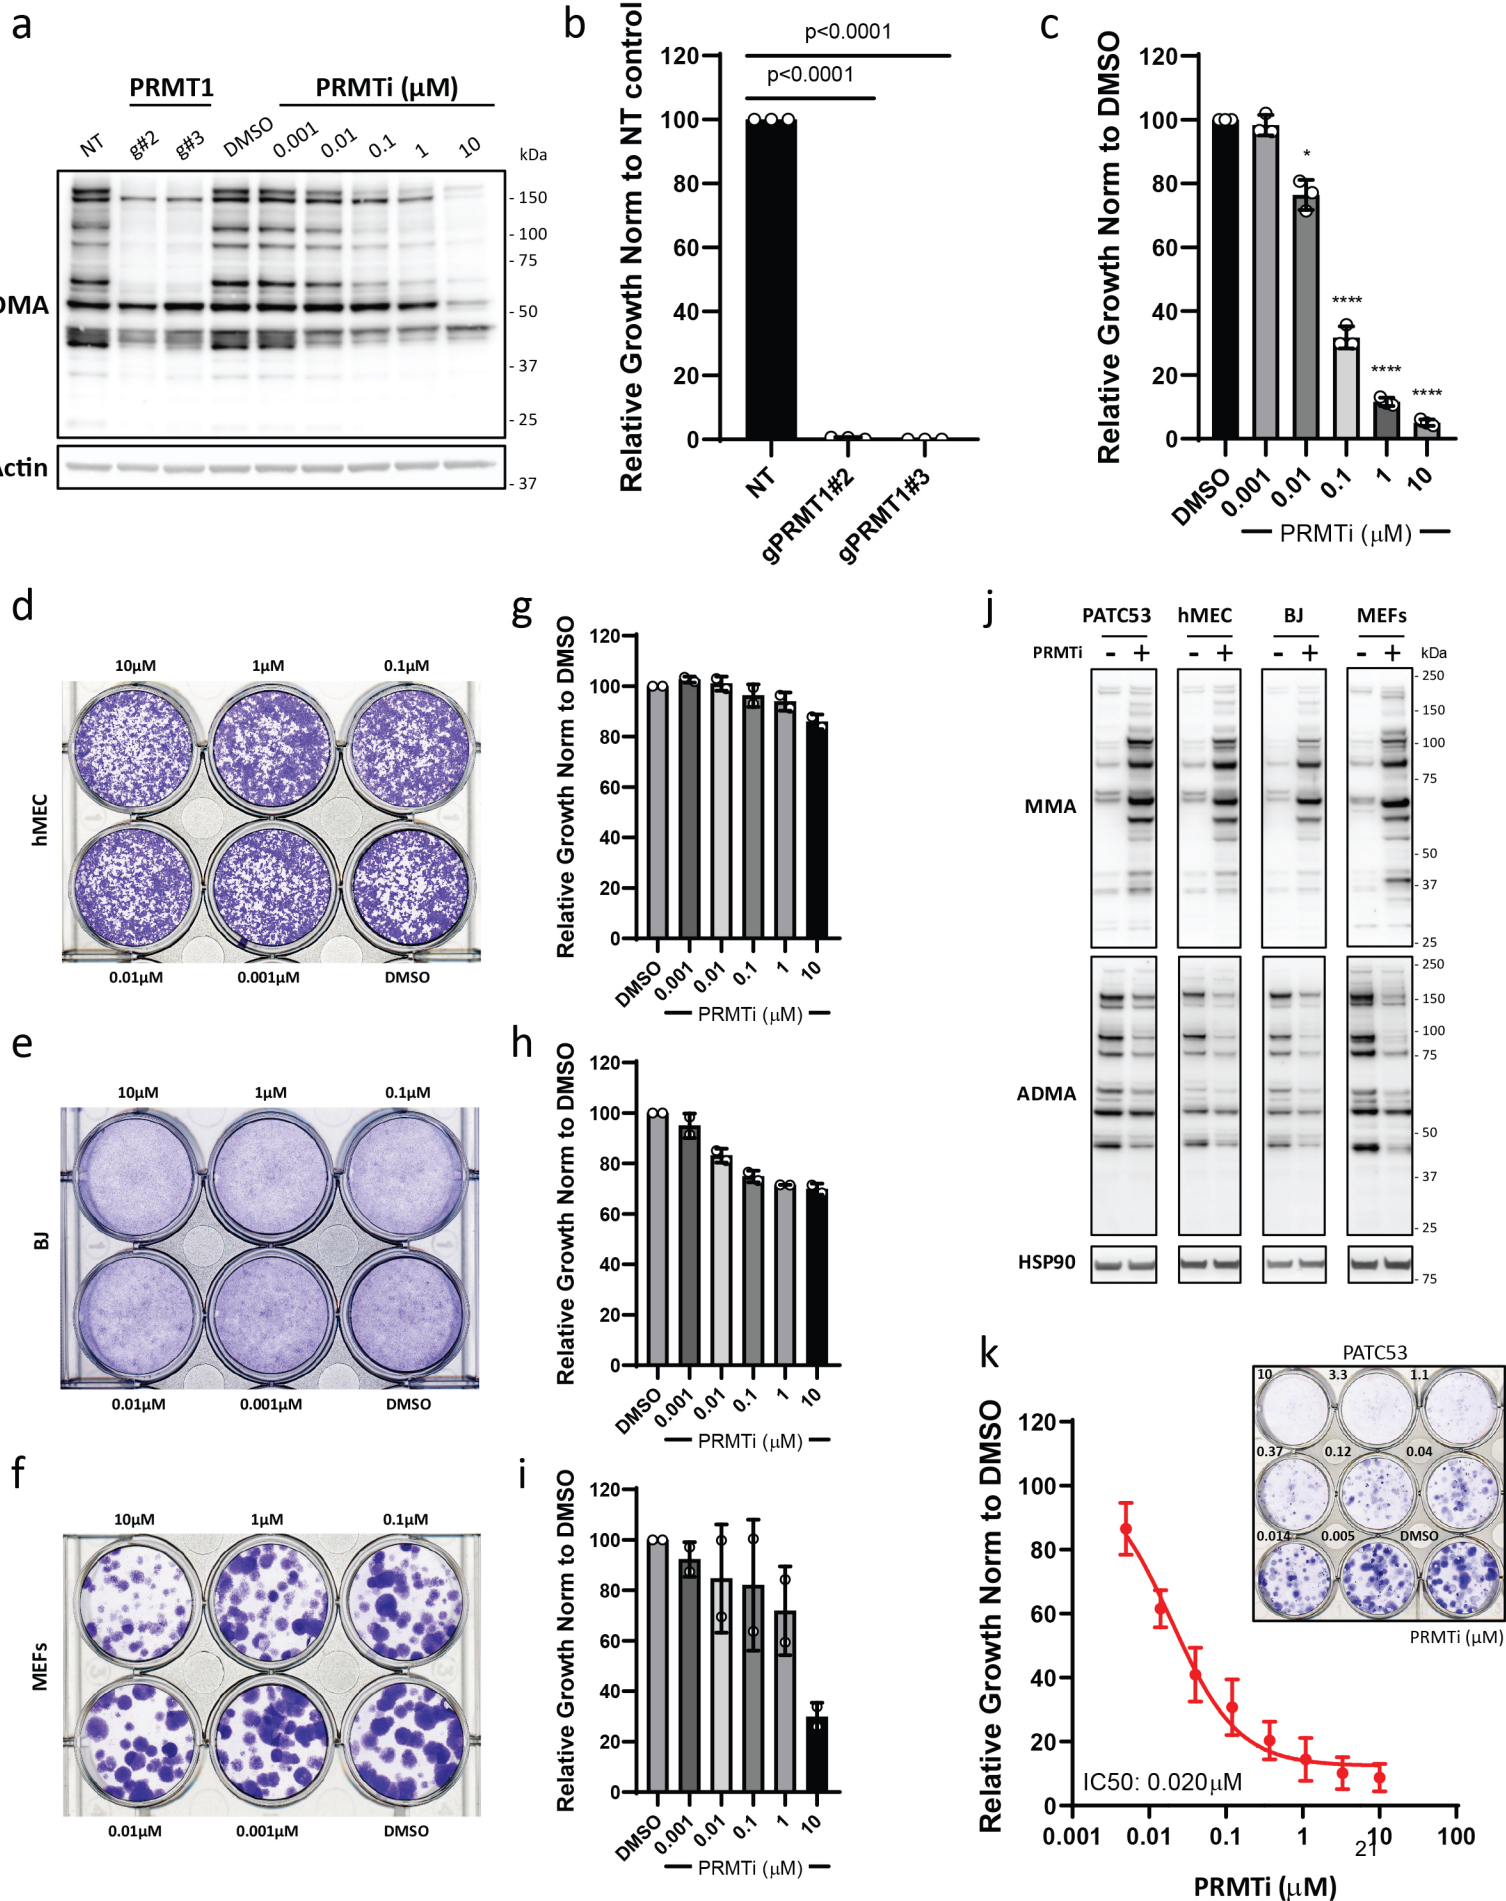 a
PRMT1 PRMTi (µM)
NT g#2 g#3 DMSO 0.001 0.01 0.1 1 10
kDa
- 150
- 100
- 75
DMA
- 50
- 37
- 25
Actin
- 37
b
Relative Growth Norm to NT control
p<0.0001
p<0.0001
120
100
80
60
40
20
0
NT gPRMT1#2 gPRMT1#3
c
Relative Growth Norm to DMSO
120
100
80
60
40
20
0
*
****
****
****
DMSO 0.001 0.01 0.1 1 10
PRMTi (µM)
d
10µM 1µM 0.1µM
hMEC
0.01µM 0.001µM DMSO
g
Relative Growth Norm to DMSO
120
100
80
60
40
20
0
DMSO 0.001 0.01 0.1 1 10
PRMTi (µM)
e
10µM 1µM 0.1µM
BJ
0.01µM 0.001µM DMSO
h
Relative Growth Norm to DMSO
120
100
80
60
40
20
0
DMSO 0.001 0.01 0.1 1 10
PRMTi (µM)
f
10µM 1µM 0.1µM
MEFs
0.01µM 0.001µM DMSO
i
Relative Growth Norm to DMSO
120
100
80
60
40
20
0
DMSO 0.001 0.01 0.1 1 10
PRMTi (µM)
j
PATC53 hMEC BJ MEFs
PRMTi - + - + - + - + kDa
- 250
- 150
- 100
- 75
MMA
- 50
- 37
- 25
- 250
- 150
- 100
- 75
ADMA
- 50
- 37
- 25
HSP90
- 75
k
PATC53
10 3.3 1.1
0.37 0.12 0.04
0.014 0.005 DMSO
PRMTi (µM)
Relative Growth Norm to DMSO
120
100
80
60
40
20
0
IC50: 0.020µM
0.001 0.01 0.1 1 10 100
21
PRMTi (µM)